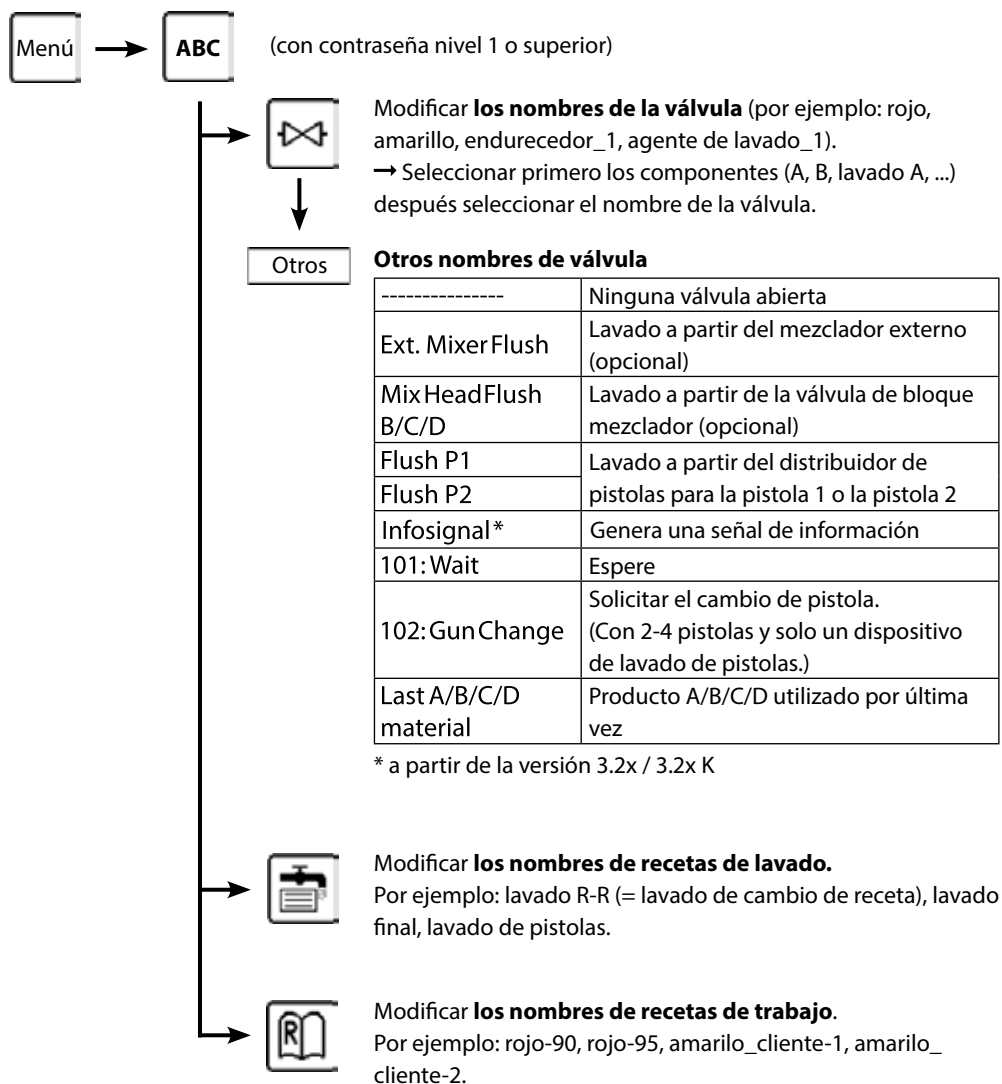 Menú
ABC
(con contraseña nivel 1 o superior)
Modificar los nombres de la válvula (por ejemplo: rojo,
amarillo, endurecedor_1, agente de lavado_1).
→ Seleccionar primero los componentes (A, B, lavado A, ...)
después seleccionar el nombre de la válvula.
Otros
Otros nombres de válvula
---------------
Ninguna válvula abierta
Ext. Mixer Flush
Lavado a partir del mezclador externo
(opcional)
Mix Head Flush
B/C/D
Lavado a partir de la válvula de bloque
mezclador (opcional)
Flush P1
Flush P2
Lavado a partir del distribuidor de
pistolas para la pistola 1 o la pistola 2
Infosignal*
Genera una señal de información
101: Wait
Espere
102: Gun Change
Solicitar el cambio de pistola.
(Con 2-4 pistolas y solo un dispositivo
de lavado de pistolas.)
Last A/B/C/D
material
Producto A/B/C/D utilizado por última
vez
* a partir de la versión 3.2x / 3.2x K
Modificar los nombres de recetas de lavado.
Por ejemplo: lavado R-R (= lavado de cambio de receta), lavado
final, lavado de pistolas.
R
Modificar los nombres de recetas de trabajo.
Por ejemplo: rojo-90, rojo-95, amarilo_cliente-1, amarilo_
cliente-2.